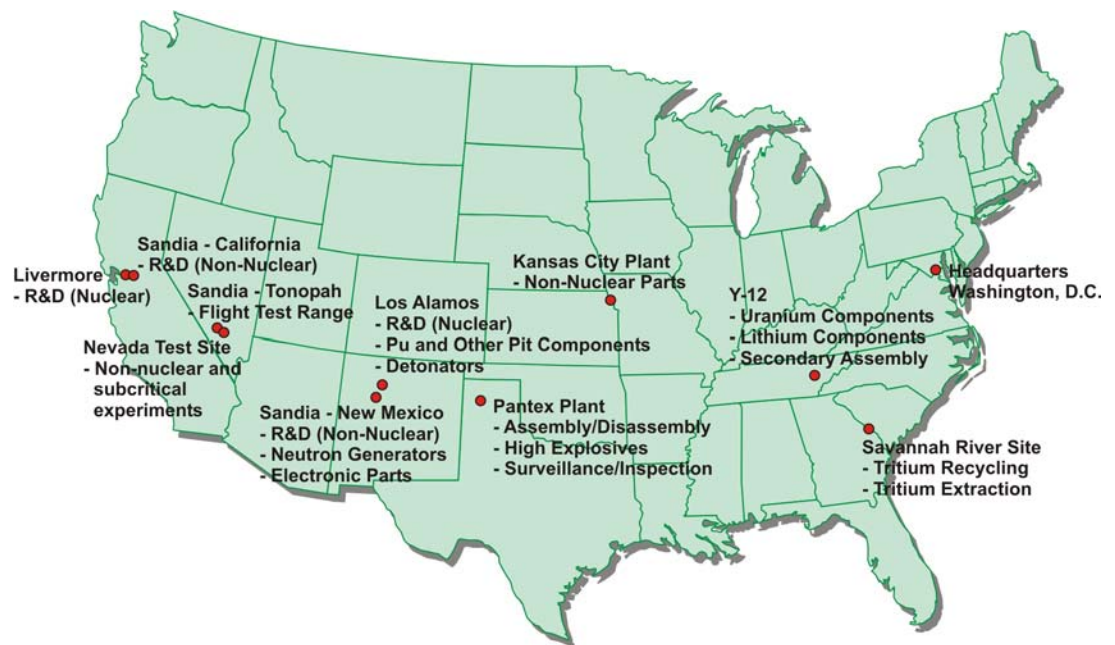 Sandia - California
- R&D (Non-Nuclear)
Livermore
- R&D (Nuclear)
Sandia - Tonopah
- Flight Test Range
Nevada Test Site
- Non-nuclear and
subcritical
experiments
Los Alamos
- R&D (Nuclear)
- Pu and Other Pit Components
- Detonators
Sandia - New Mexico
- R&D (Non-Nuclear)
- Neutron Generators
- Electronic Parts
Kansas City Plant
- Non-Nuclear Parts
Pantex Plant
- Assembly/Disassembly
- High Explosives
- Surveillance/Inspection
Y-12
- Uranium Components
- Lithium Components
- Secondary Assembly
Headquarters
Washington, D.C.
Savannah River Site
- Tritium Recycling
- Tritium Extraction